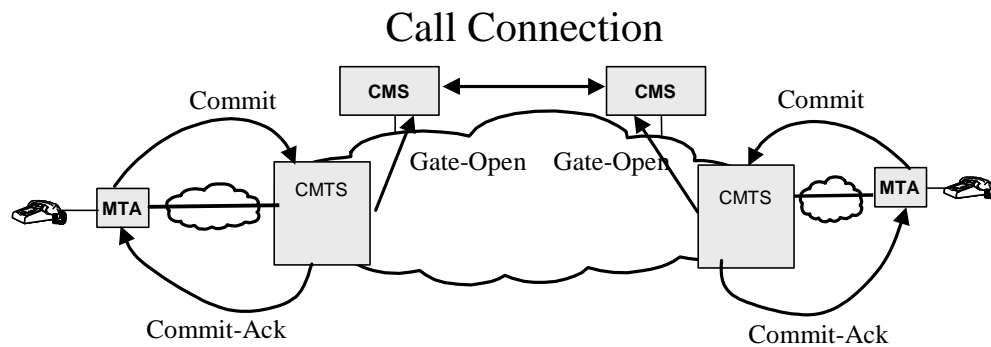 Call Connection
CMS
CMS
Commit
Commit
Gate-Open
Gate-Open
CMTS
CMTS
MTA
MTA
Commit-Ack
Commit-Ack